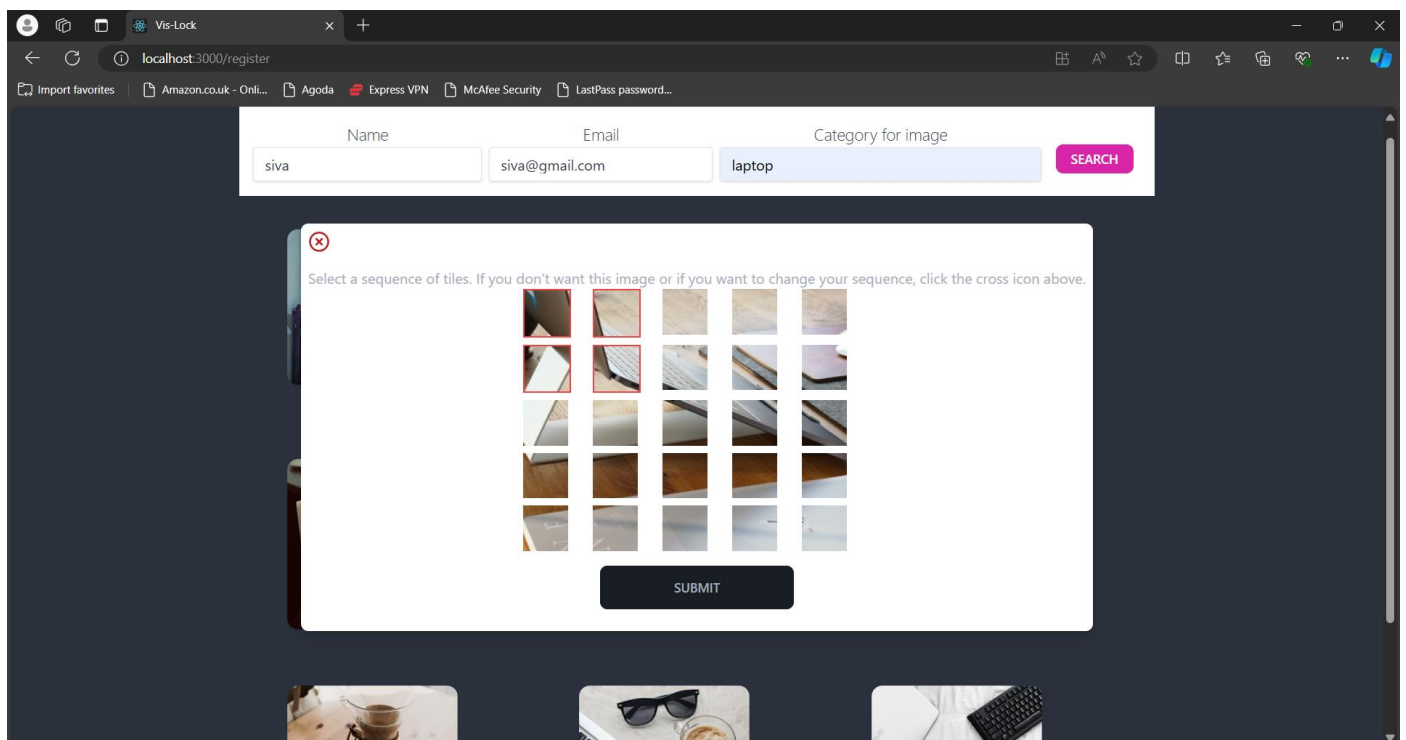 Vis-Lock
localhost:3000/register
Import favorites Amazon.co.uk - Onli... Agoda Express VPN McAfee Security LastPass password...
Name Email Category for image
siva siva@gmail.com laptop SEARCH
Select a sequence of tiles. If you don't want this image or if you want to change your sequence, click the cross icon above.
SUBMIT